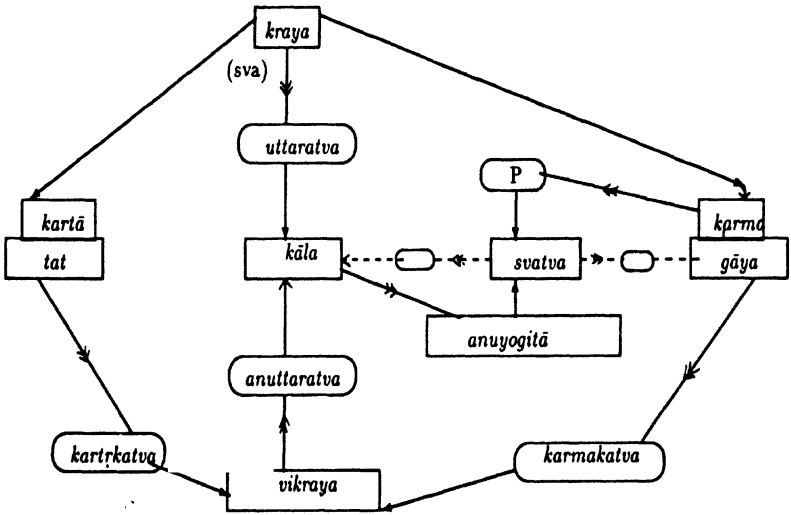 kraya
(sva)
uttaratva
P
kartā
karma
tat
kāla
svatva
gāya
anuyogitā
anuttaratva
kartṛkatva
karmakatva
vikraya